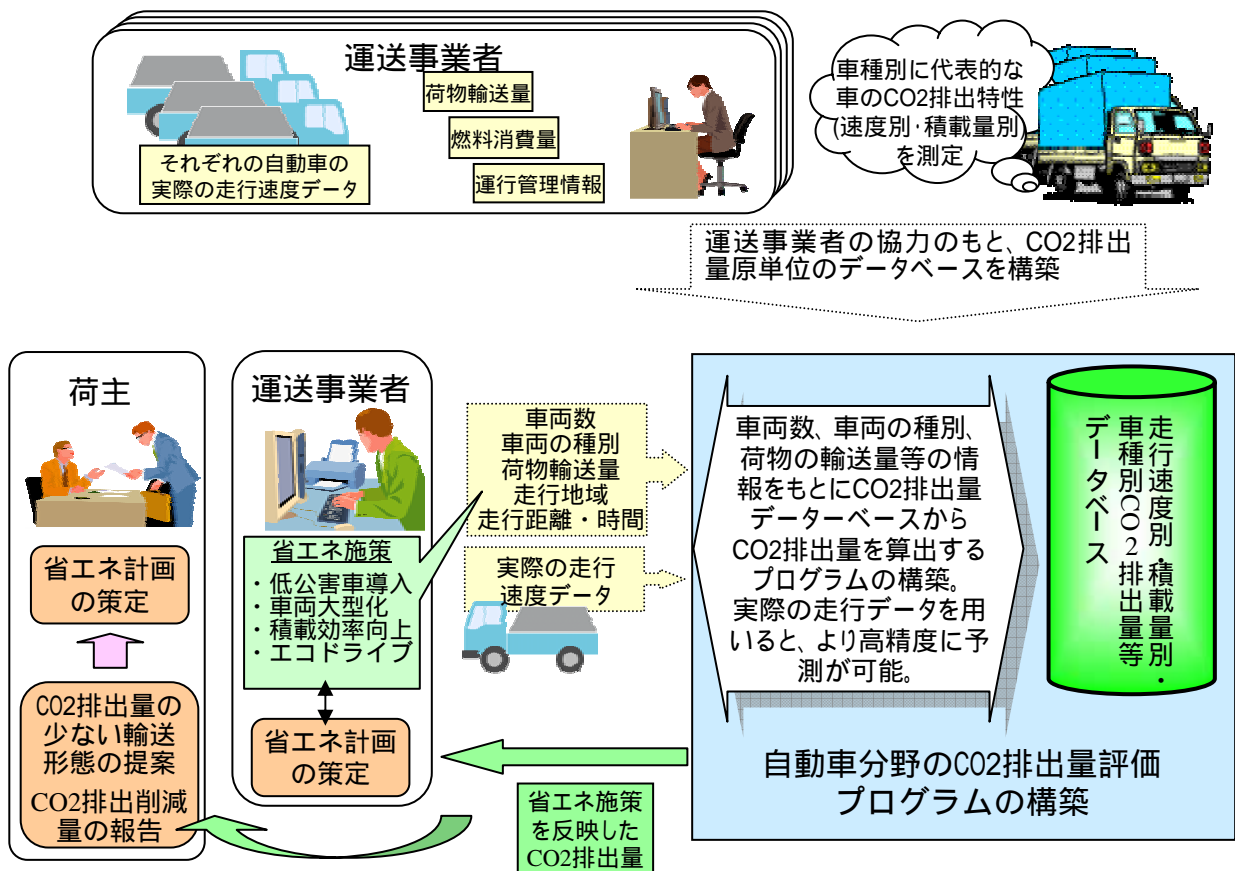 運送事業者
荷物輸送量
燃料消費量
運行管理情報
それぞれの自動車の
実際の走行速度データ
車種別に代表的な
車のCO2排出特性
(速度別・積載量別)
を測定
運送事業者の協力のもと、CO2排出
量原単位のデータベースを構築
荷主
省エネ計画
の策定
CO2排出量の
少ない輸送
形態の提案
CO2排出削減
量の報告
運送事業者
省エネ施策
・低公害車導入
・車両大型化
・積載効率向上
・エコドライブ
省エネ計画
の策定
車両数
車両の種別
荷物輸送量
走行地域
走行距離・時間
実際の走行
速度データ
省エネ施策
を反映した
CO2排出量
車両数、車両の種別、
荷物の輸送量等の情
報をもとにCO2排出量
データーベースから
CO2排出量を算出する
プログラムの構築。
実際の走行データを用
いると、より高精度に予
測が可能。
走行速度別・積載量別・
車種別CO2排出量等
データベース
自動車分野のCO2排出量評価
プログラムの構築